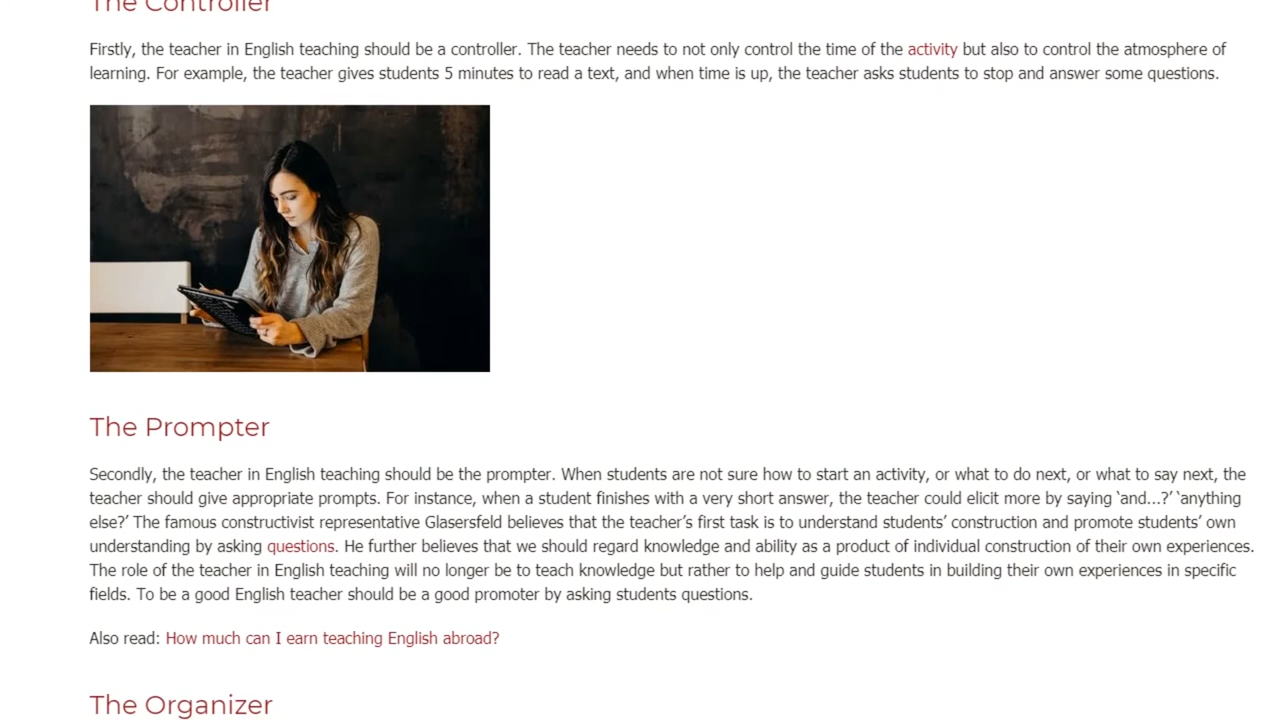 The Controller
Firstly, the teacher in English teaching should be a controller. The teacher needs to not only control the time of the activity but also to control the atmosphere of
learning. For example, the teacher gives students 5 minutes to read a text, and when time is up, the teacher asks students to stop and answer some questions.
The Prompter
Secondly, the teacher in English teaching should be the prompter. When students are not sure how to start an activity, or what to do next, or what to say next, the
teacher should give appropriate prompts. For instance, when a student finishes with a very short answer, the teacher could elicit more by saying ‘and…?’ ‘anything
else?’ The famous constructivist representative Glasersfeld believes that the teacher’s first task is to understand students’ construction and promote students’ own
understanding by asking questions. He further believes that we should regard knowledge and ability as a product of individual construction of their own experiences.
The role of the teacher in English teaching will no longer be to teach knowledge but rather to help and guide students in building their own experiences in specific
fields. To be a good English teacher should be a good promoter by asking students questions.
Also read: How much can I earn teaching English abroad?
The Organizer